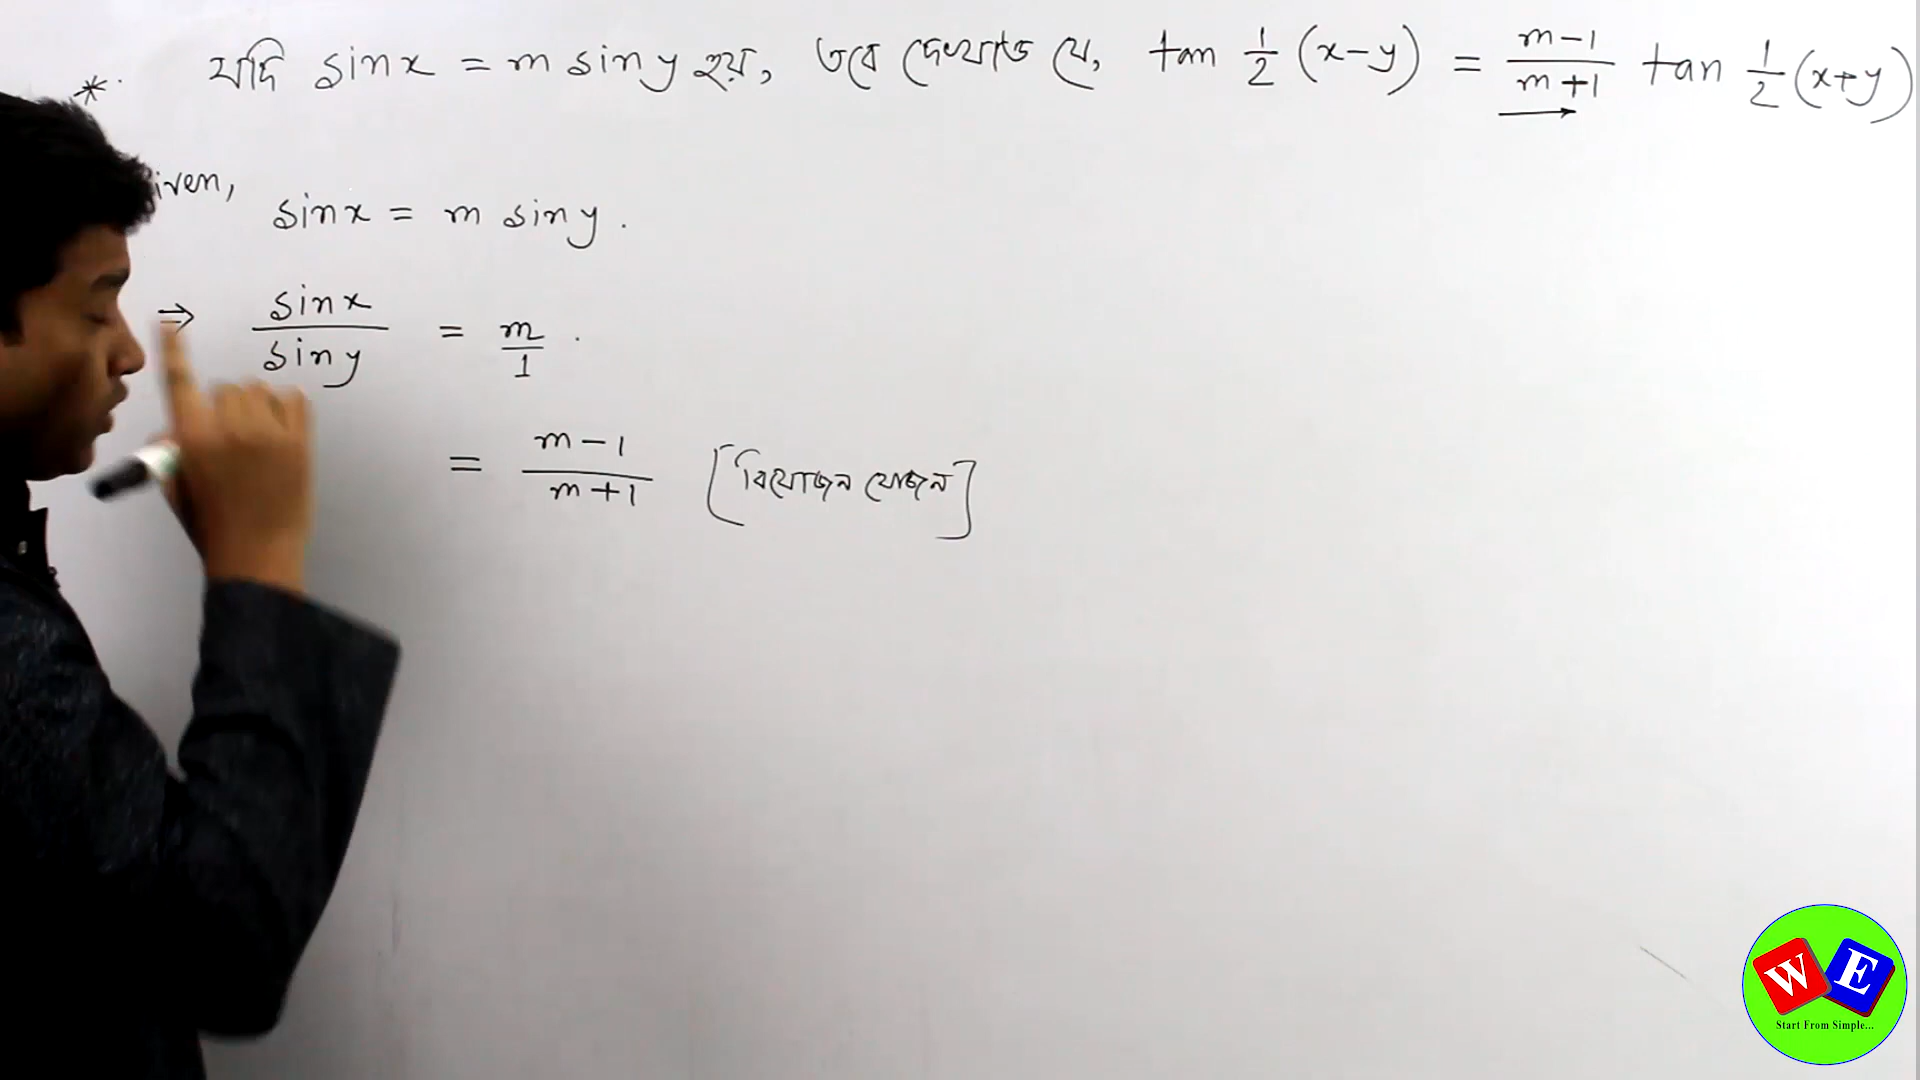 * যদি sin x = m sin y হয়, তবে দেখাও যে, tan 1/2 (x-y) = m-1/m+1 tan 1/2 (x+y)
iven,
sin x = m sin y.
⇒ sin x/sin y = m/1.
= m-1/m+1 [বিয়োজন যোজন]
W E
Start From Simple...